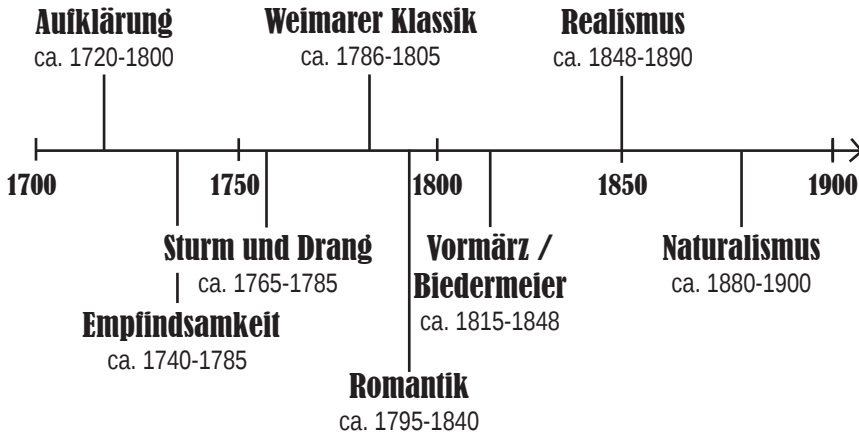 Aufklärung
ca. 1720-1800
Weimarer Klassik
ca. 1786-1805
Realismus
ca. 1848-1890
1700
1750
1800
1850
1900
Sturm und Drang
ca. 1765-1785
Empfindsamkeit
ca. 1740-1785
Vormärz /
Biedermeier
ca. 1815-1848
Romantik
ca. 1795-1840
Naturalismus
ca. 1880-1900